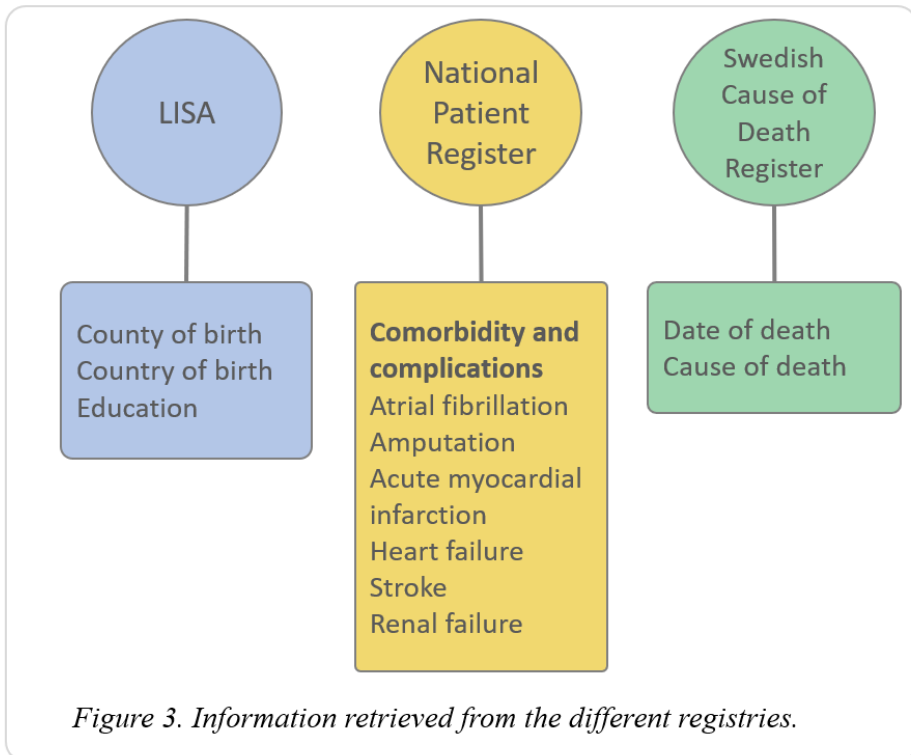 LISA
National
Patient
Register
Swedish
Cause of
Death
Register
County of birth
Country of birth
Education
Comorbidity and
complications
Atrial fibrillation
Amputation
Acute myocardial
infarction
Heart failure
Stroke
Renal failure
Date of death
Cause of death
Figure 3. Information retrieved from the different registries.